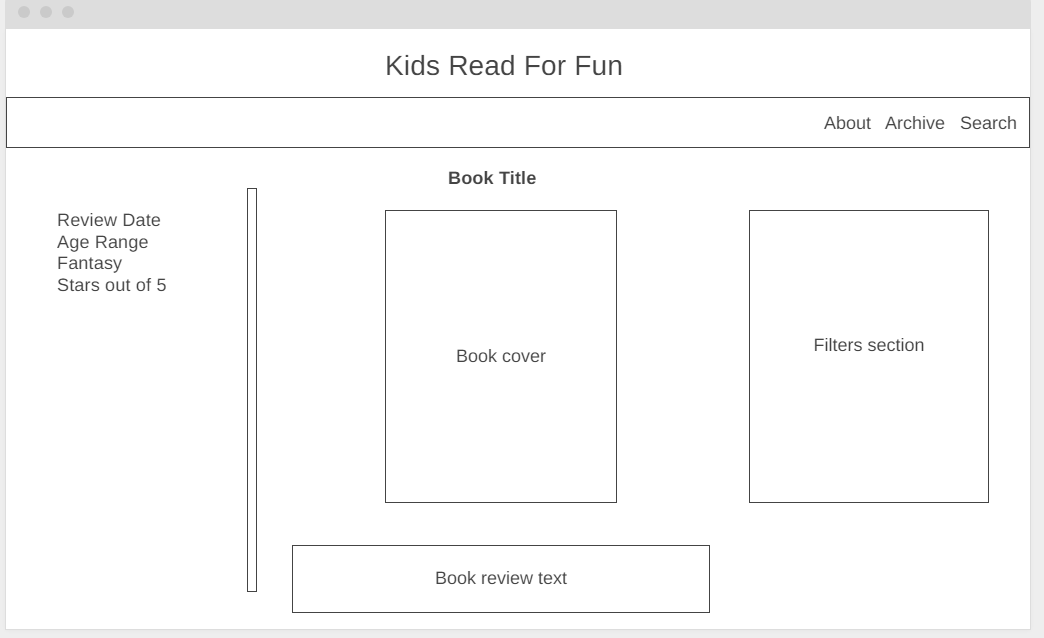 Kids Read For Fun
About Archive Search
Book Title
Review Date
Age Range
Fantasy
Stars out of 5
Book cover
Filters section
Book review text